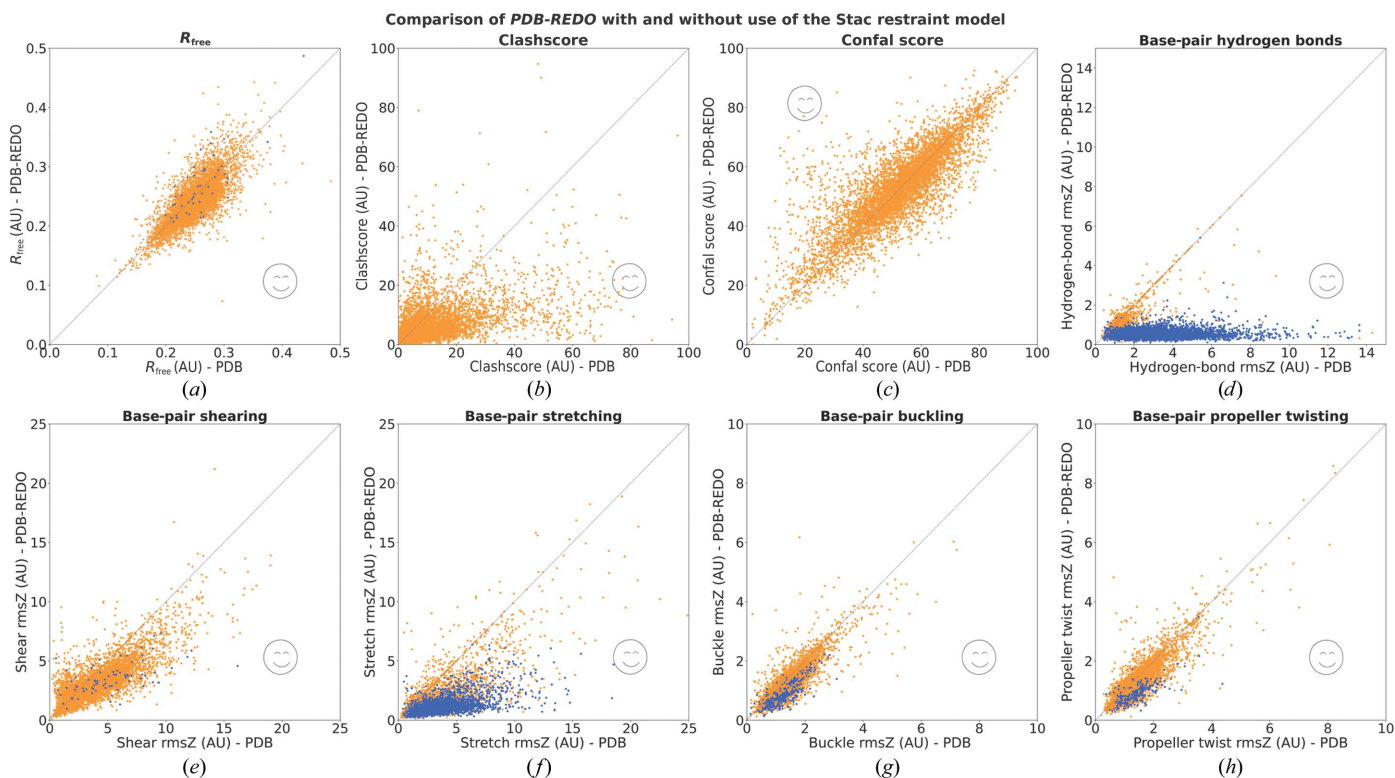 Comparison of PDB-REDO with and without use of the Stac restraint model
Rfree
0.5
0.4
0.3
0.2
0.1
0.0
0.0 0.1 0.2 0.3 0.4 0.5
Rfree (AU) - PDB-REDO
Rfree (AU) - PDB
(a)
Clashscore
100
80
60
40
20
0
0 20 40 60 80 100
Clashscore (AU) - PDB-REDO
Clashscore (AU) - PDB
(b)
Confal score
100
80
60
40
20
0
0 20 40 60 80 100
Confal score (AU) - PDB-REDO
Confal score (AU) - PDB
(c)
Base-pair hydrogen bonds
14
12
10
8
6
4
2
0
0 2 4 6 8 10 12 14
Hydrogen-bond rmsZ (AU) - PDB-REDO
Hydrogen-bond rmsZ (AU) - PDB
(d)
Base-pair shearing
25
20
15
10
5
0
0 5 10 15 20 25
Shear rmsZ (AU) - PDB-REDO
Shear rmsZ (AU) - PDB
(e)
Base-pair stretching
25
20
15
10
5
0
0 5 10 15 20 25
Stretch rmsZ (AU) - PDB-REDO
Stretch rmsZ (AU) - PDB
(f)
Base-pair buckling
10
8
6
4
2
0
0 2 4 6 8 10
Buckle rmsZ (AU) - PDB-REDO
Buckle rmsZ (AU) - PDB
(g)
Base-pair propeller twisting
10
8
6
4
2
0
0 2 4 6 8 10
Propeller twist rmsZ (AU) - PDB-REDO
Propeller twist rmsZ (AU) - PDB
(h)